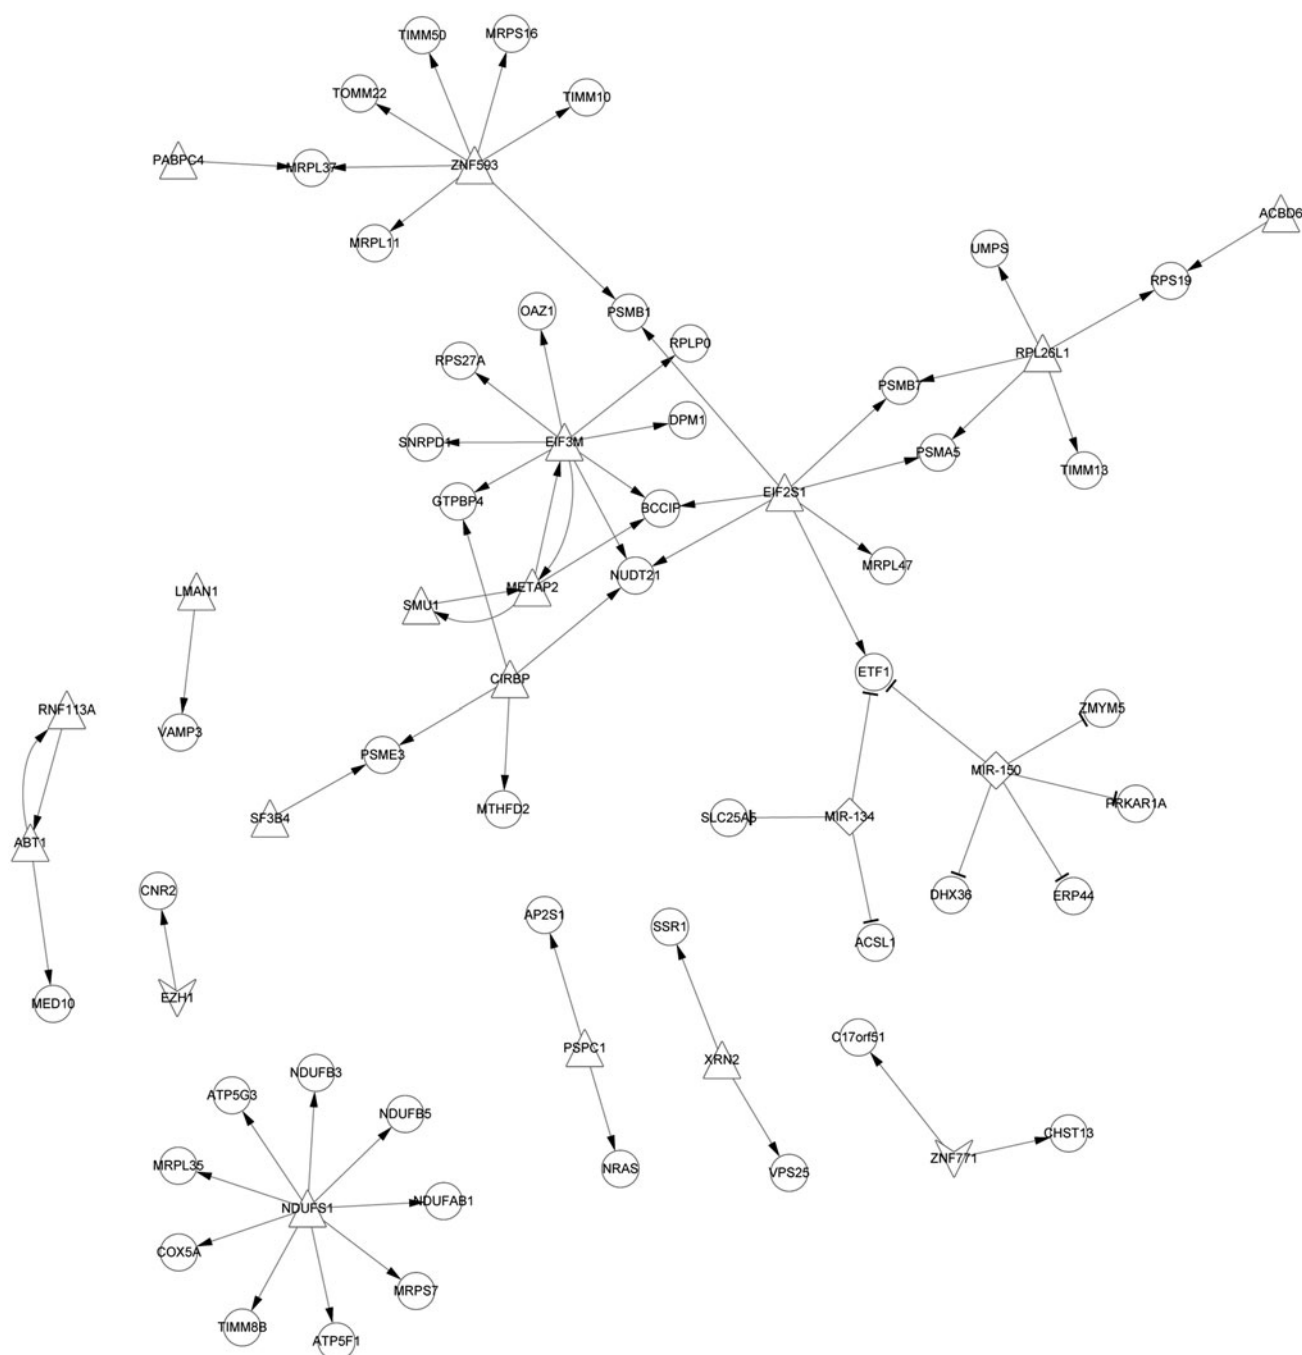 TIMM50
MRPS16
TOMM22
TIMM10
PABPC4
MRPL37
ZNF593
MRPL11
ACBD6
UMPS
RPS19
OAZ1
PSMB1
RPLP0
RPS27A
RPL26L1
PSMB7
DPM1
SNRPD1
EIF3M
PSMA5
TIMM13
GTPBP4
BCCIP
EIF2S1
MRPL47
NUDT21
LMAN1
SMU1
METAP2
ETF1
CIRBP
RNF113A
VAMP3
ZMYM5
PSME3
MIR-150
MTHFD2
SF3B4
SLC25A5
MIR-134
PRKAR1A
ABT1
CNR2
DHX36
ERP44
AP2S1
SSR1
ACSL1
MED10
EZH1
C17orf51
PSPC1
XRN2
NDUFB3
ATP5G3
NDUFB5
CHST13
MRPL35
NRAS
VPS25
ZNF771
NDUFS1
NDUFAB1
COX5A
MRPS7
TIMM8B
ATP5F1